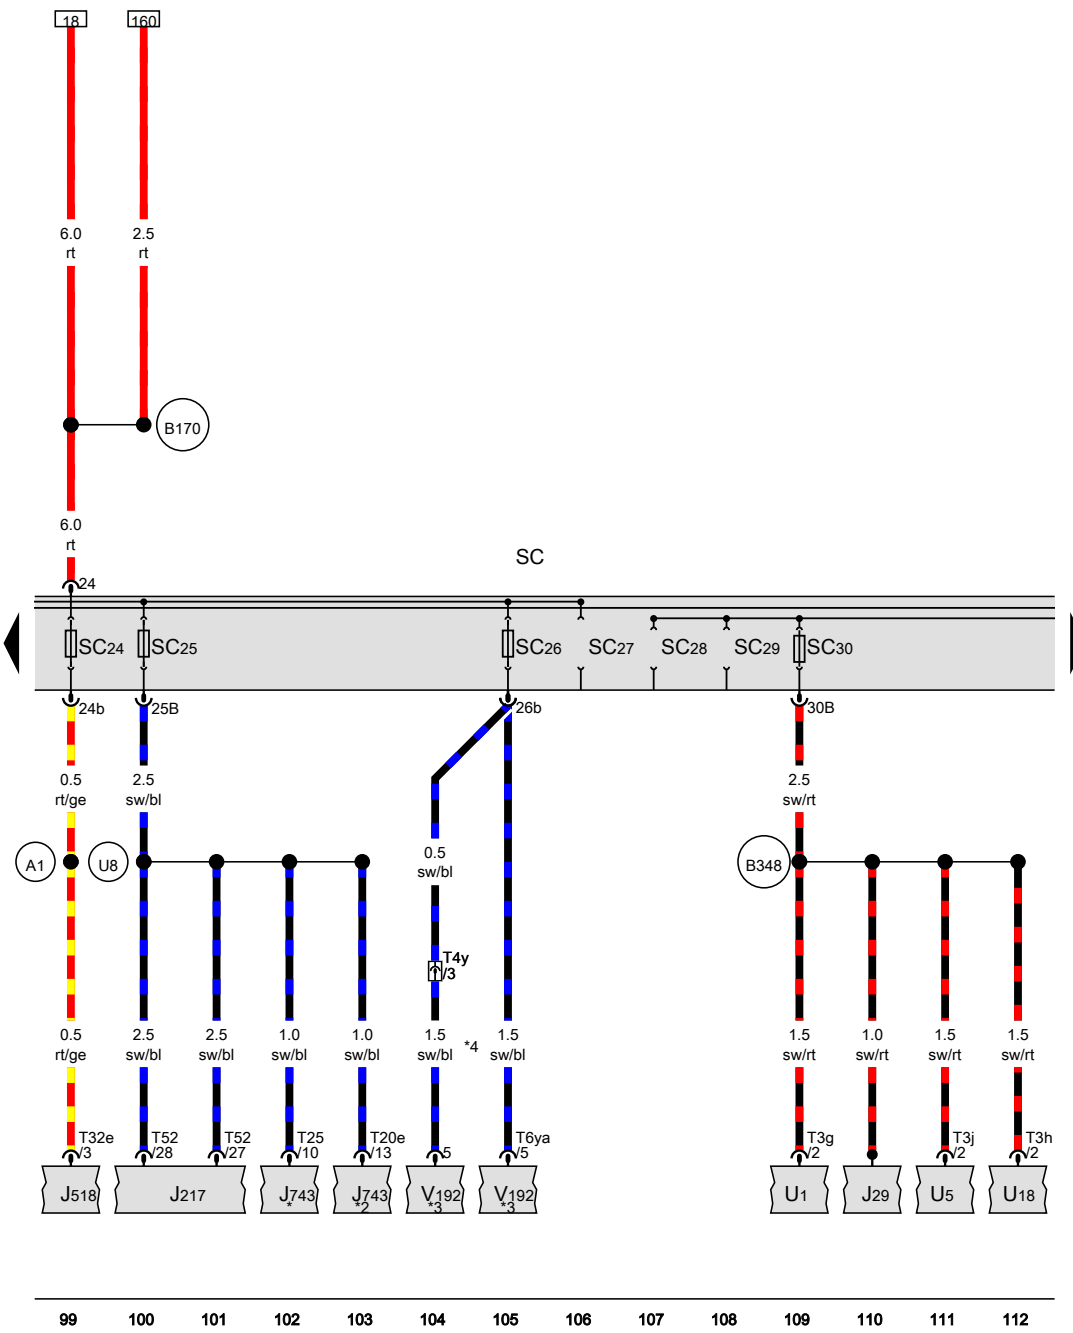 18 160
6.0 2.5
rt rt
B170
6.0
rt
SC
24
SC24 SC25 SC26 SC27 SC28 SC29 SC30
24b 25B 26b 30B
0.5 2.5 2.5
rt/ge sw/bl sw/rt
0.5
sw/bl
A1 U8 B348
T4y
/3
0.5 2.5 2.5 1.0 1.0 1.5 *4 1.5 1.5 1.0 1.5 1.5
rt/ge sw/bl sw/bl sw/bl sw/bl sw/bl sw/bl sw/rt sw/rt sw/rt sw/rt
T32e T52 T52 T25 T20e T6ya T3g T3j T3h
/3 /28 /27 /10 /13 5 /5 /2 /2 /2
J518 J217 J743 J743 V192 V192 U1 J29 U5 U18
* *2 *3 *3
99 100 101 102 103 104 105 106 107 108 109 110 111 112